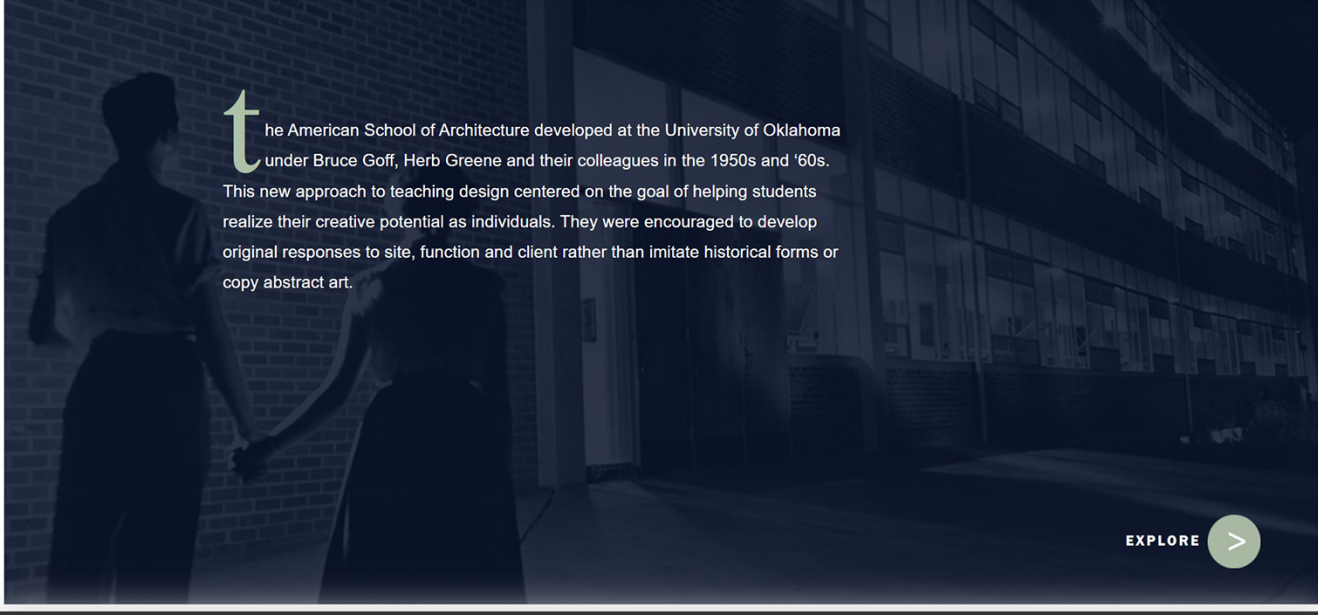 the American School of Architecture developed at the University of Oklahoma
under Bruce Goff, Herb Greene and their colleagues in the 1950s and ‘60s.
This new approach to teaching design centered on the goal of helping students
realize their creative potential as individuals. They were encouraged to develop
original responses to site, function and client rather than imitate historical forms or
copy abstract art.
EXPLORE >